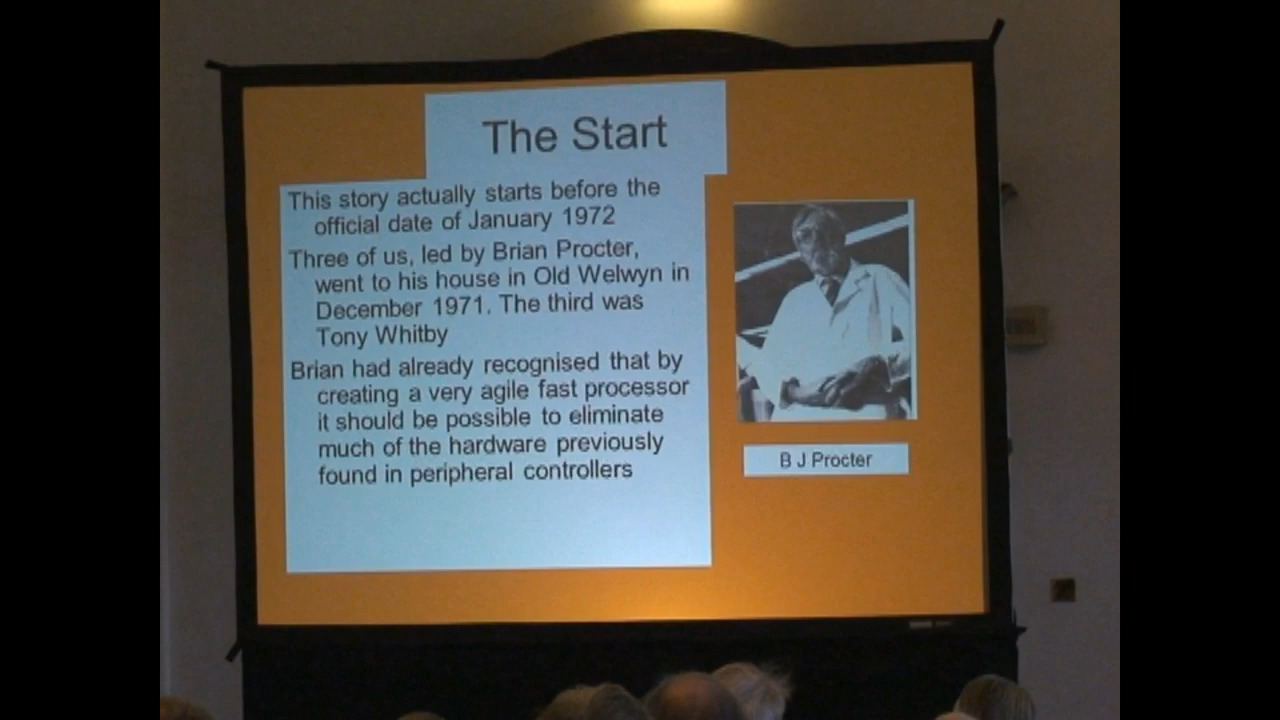 The Start
This story actually starts before the
official date of January 1972
Three of us, led by Brian Procter,
went to his house in Old Welwyn in
December 1971. The third was
Tony Whitby
Brian had already recognised that by
creating a very agile fast processor
it should be possible to eliminate
much of the hardware previously
found in peripheral controllers
B J Procter